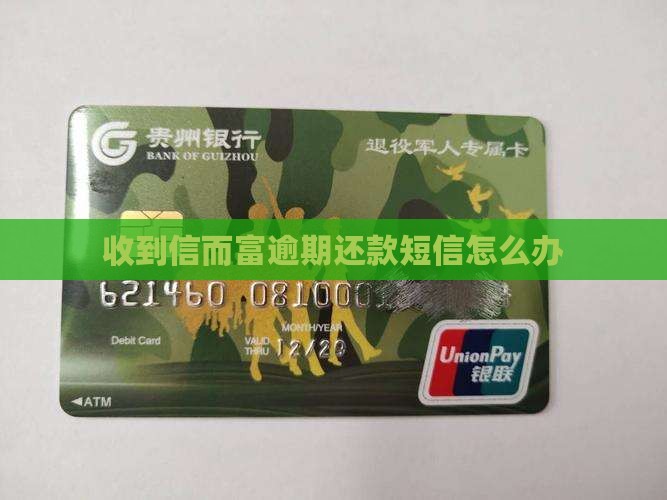 贵州银行
BANK OF GUIZHOU
退役军人专属卡
收到信而富逾期还款短信怎么办
621460 081000
Debit Card
MONTH/YEAR
VALID THRU 12/29
UnionPay
银联
◄ATM